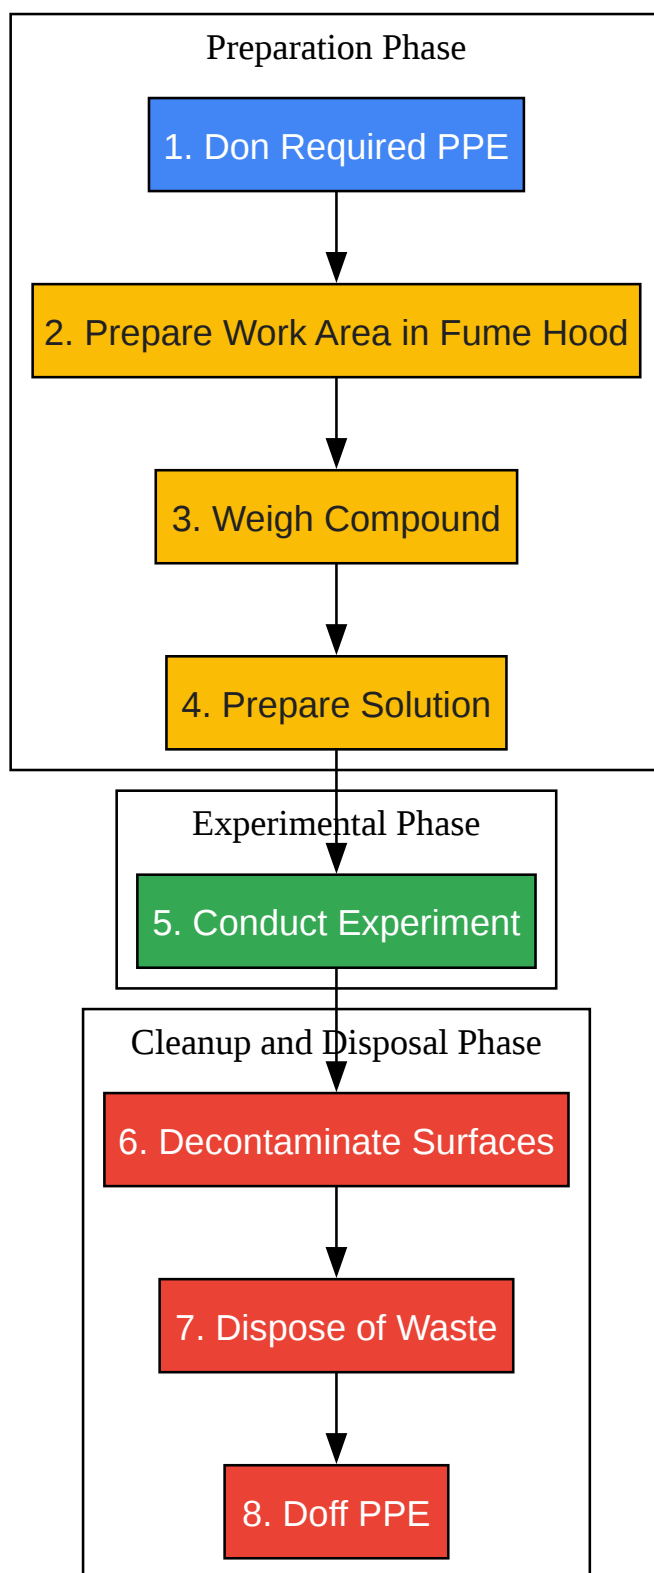 Preparation Phase
1. Don Required PPE
2. Prepare Work Area in Fume Hood
3. Weigh Compound
4. Prepare Solution
Experimental Phase
5. Conduct Experiment
Cleanup and Disposal Phase
6. Decontaminate Surfaces
7. Dispose of Waste
8. Doff PPE